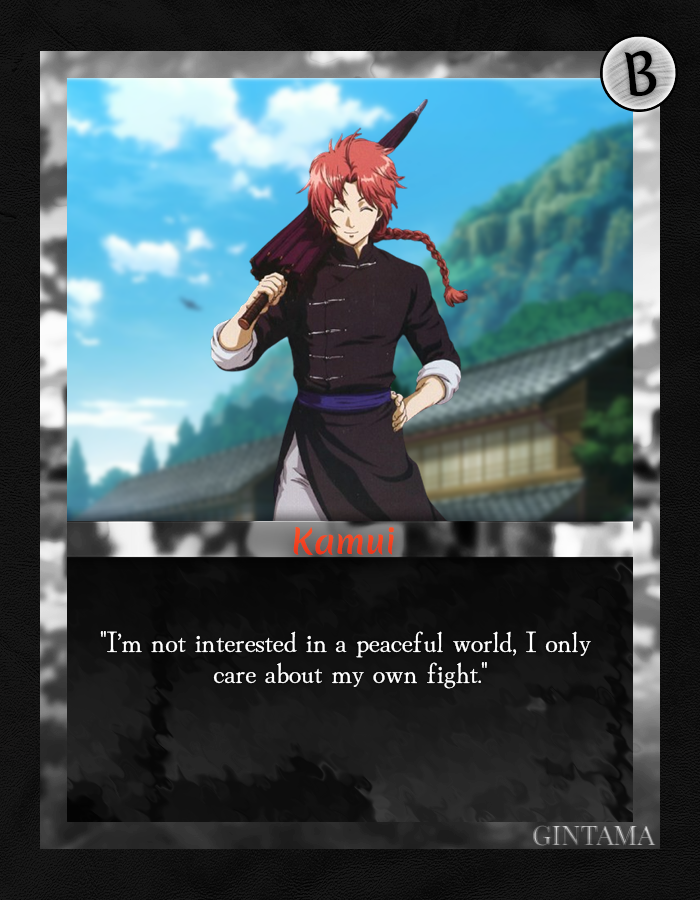 B
Kamui
"I'm not interested in a peaceful world, I only
care about my own fight."
GINTAMA